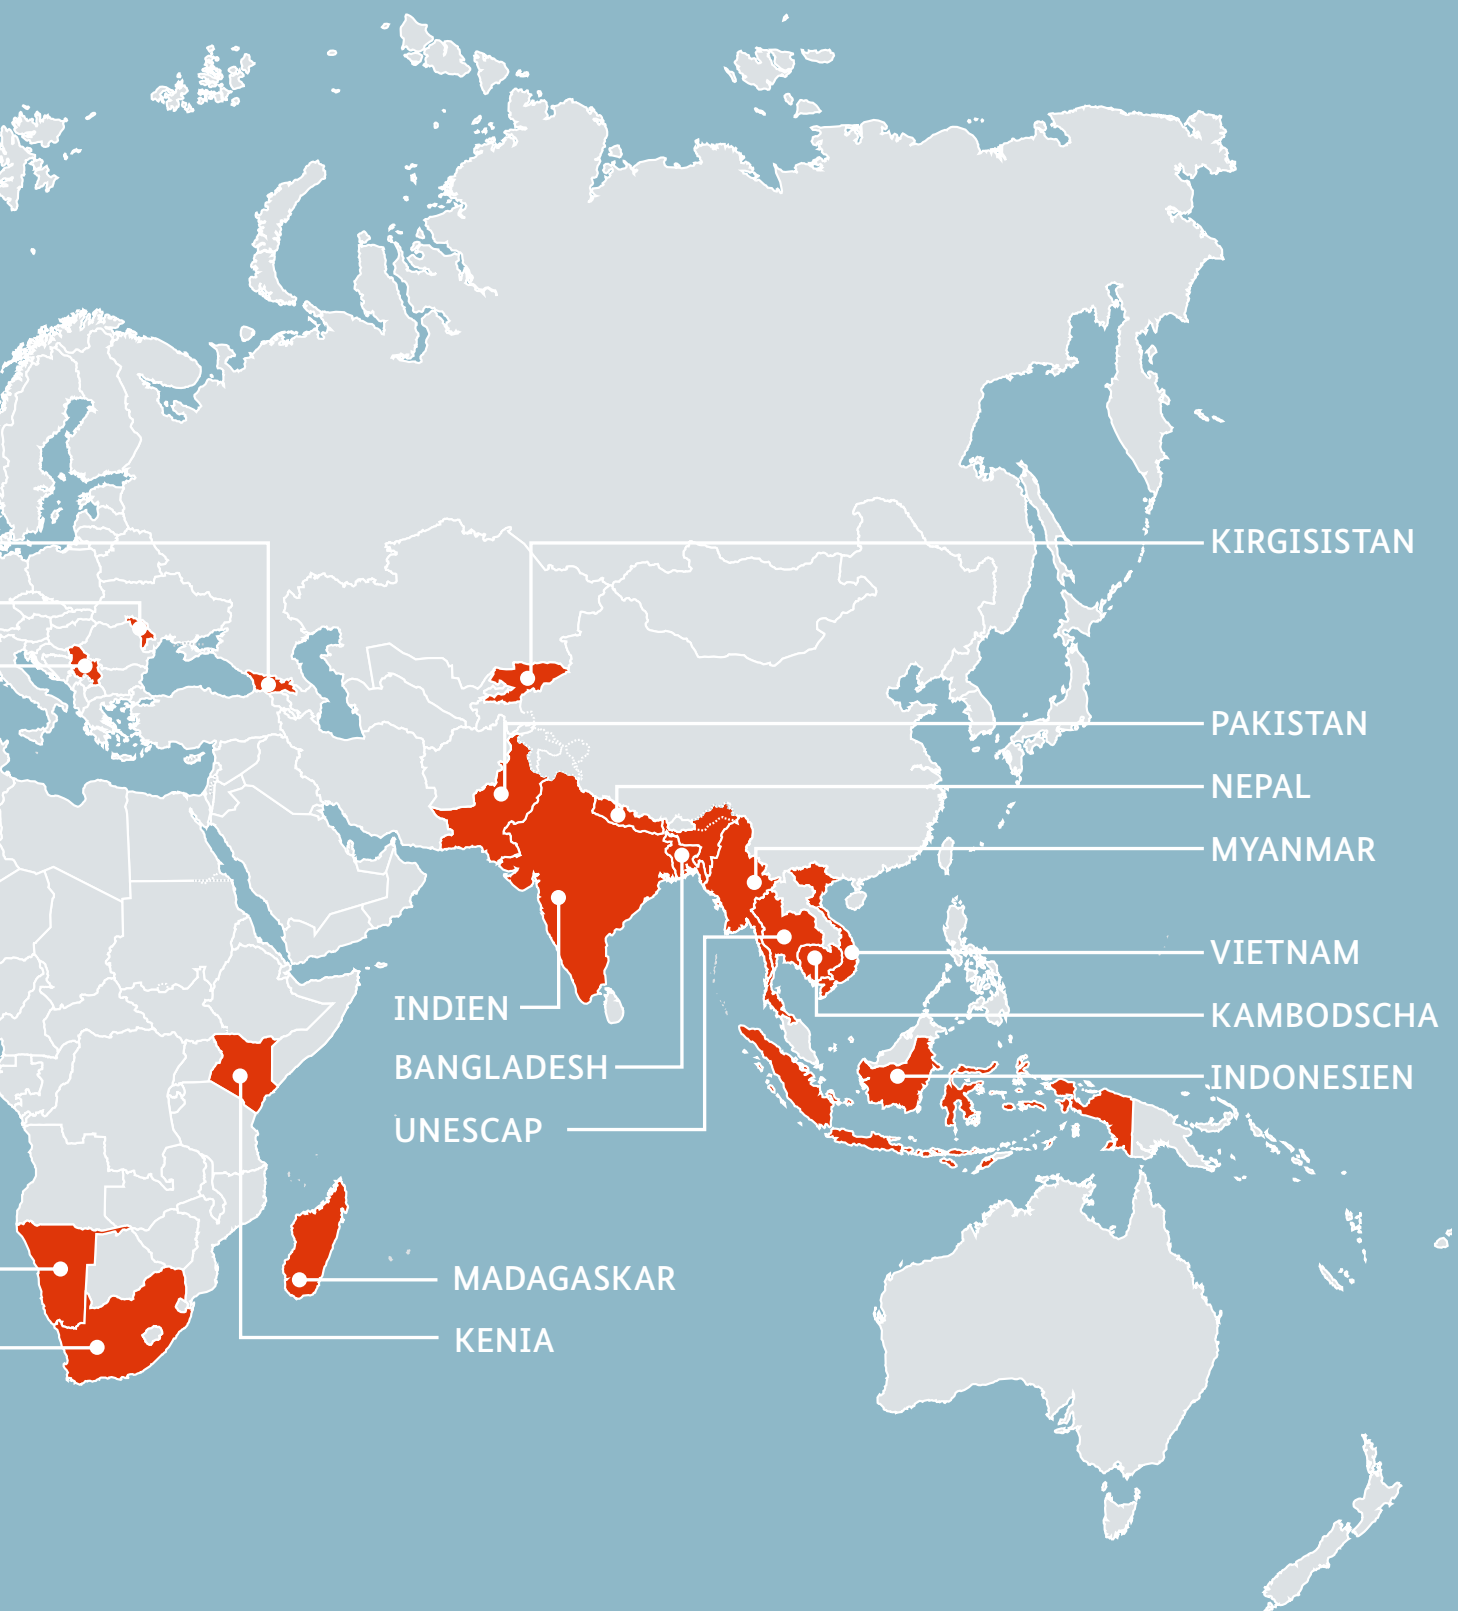 KIRGISISTAN
PAKISTAN
NEPAL
MYANMAR
VIETNAM
INDIEN
KAMBODSCHA
BANGLADESH
INDONESIEN
UNESCAP
MADAGASKAR
KENIA